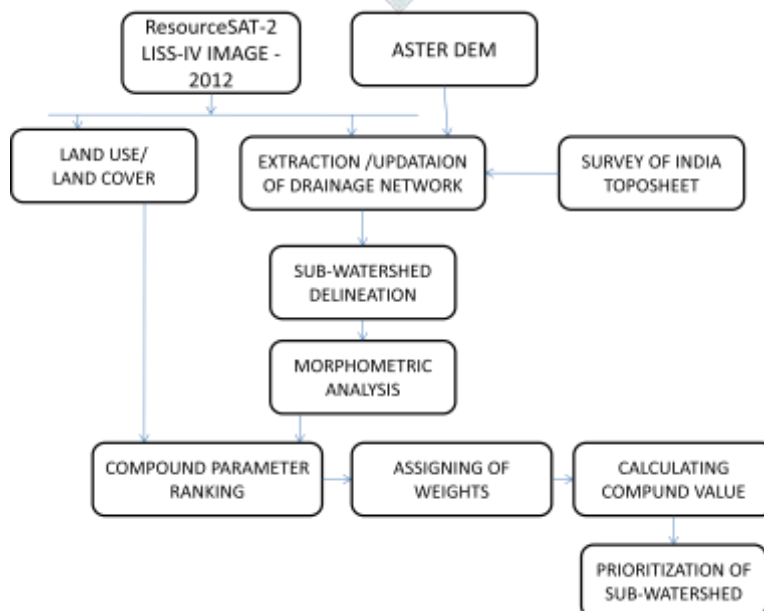 ResourceSAT-2
LISS-IV IMAGE -
2012
ASTER DEM
LAND USE/
LAND COVER
EXTRACTION /UPDATAION
OF DRAINAGE NETWORK
SURVEY OF INDIA
TOPOSHEET
SUB-WATERSHED
DELINEATION
MORPHOMETRIC
ANALYSIS
COMPOUND PARAMETER
RANKING
ASSIGNING OF
WEIGHTS
CALCULATING
COMPUND VALUE
PRIORITIZATION OF
SUB-WATERSHED